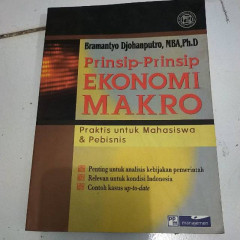 Bramantyo Djohanputro, MBA, Ph.D
Prinsip-Prinsip
EKONOMI
MAKRO
Praktis untuk Mahasiswa
& Pebisnis
Penting untuk analisis kebijakan pemerintah
Relevan untuk kondisi Indonesia
Contoh kasus up-to-date
manajemen